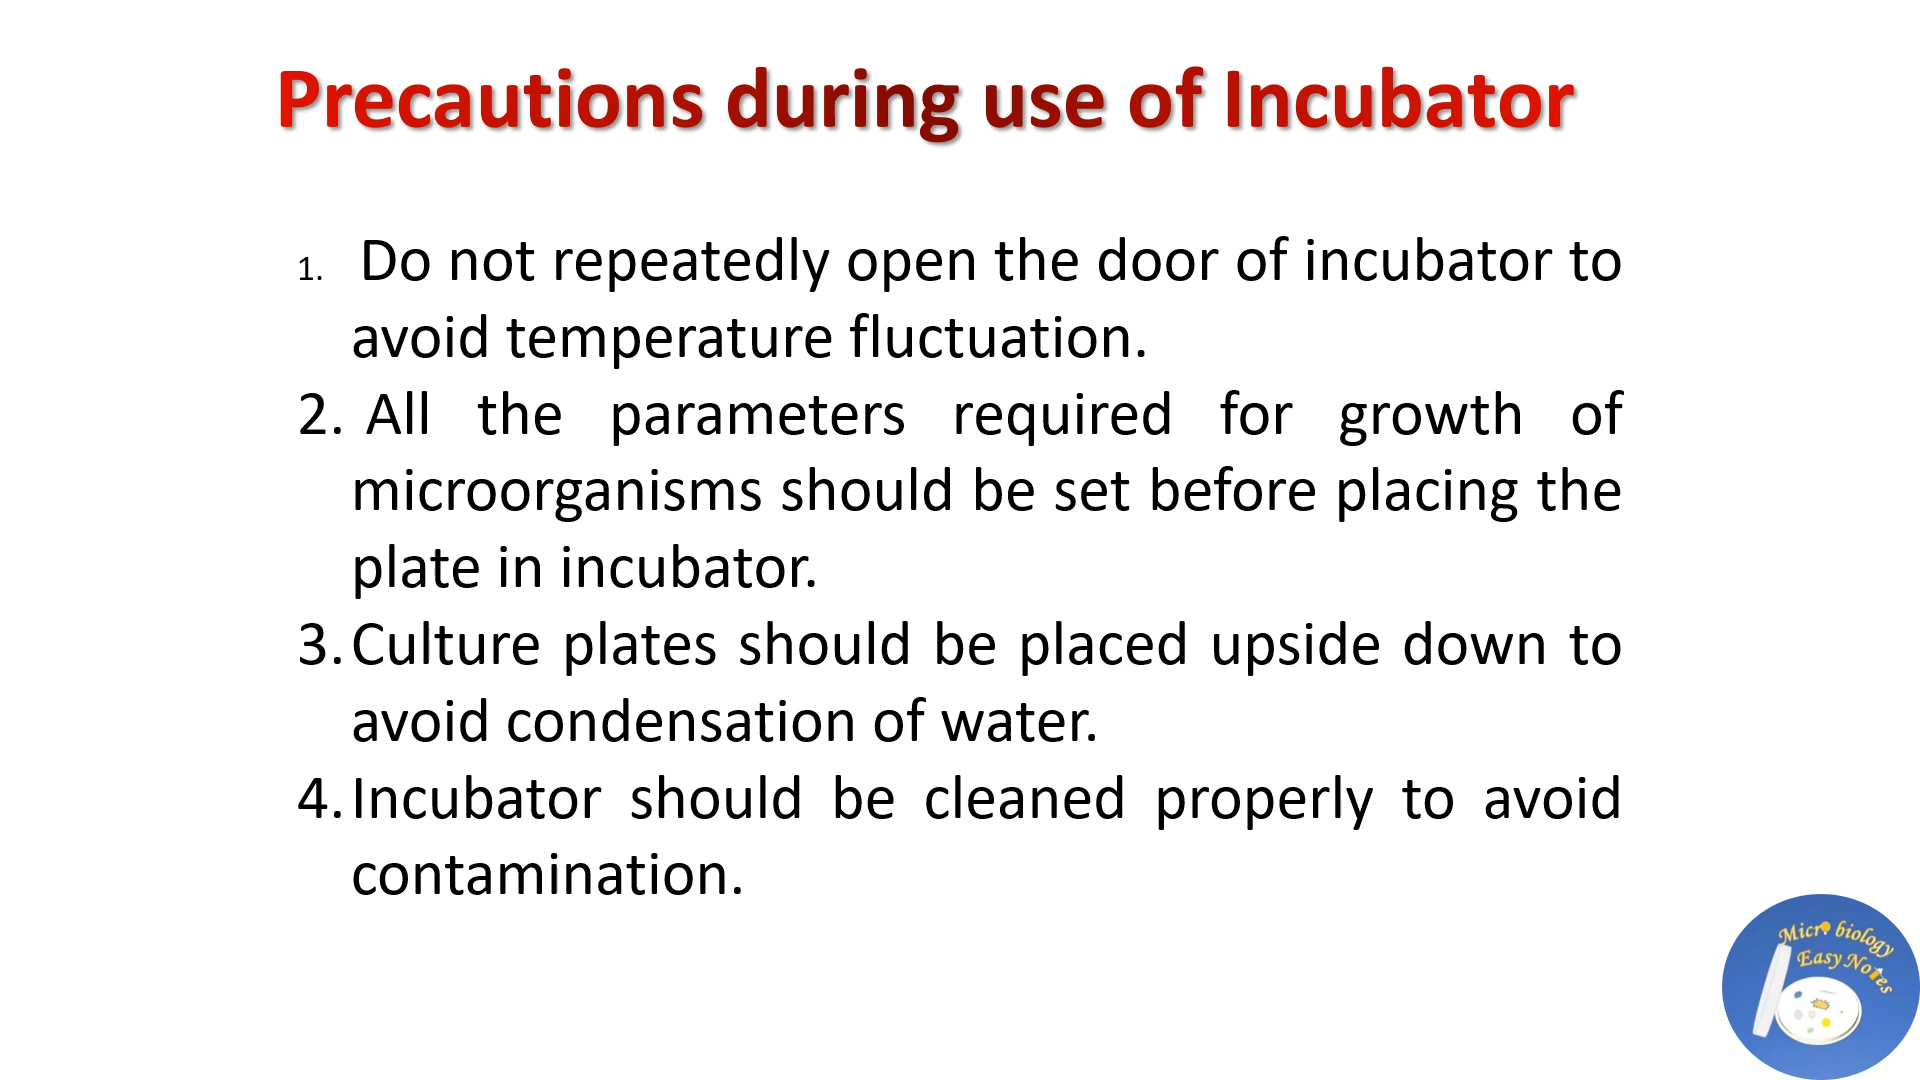 Precautions during use of Incubator
1. Do not repeatedly open the door of incubator to
avoid temperature fluctuation.
2. All the parameters required for growth of
microorganisms should be set before placing the
plate in incubator.
3. Culture plates should be placed upside down to
avoid condensation of water.
4. Incubator should be cleaned properly to avoid
contamination.
Micro biology
Easy Notes